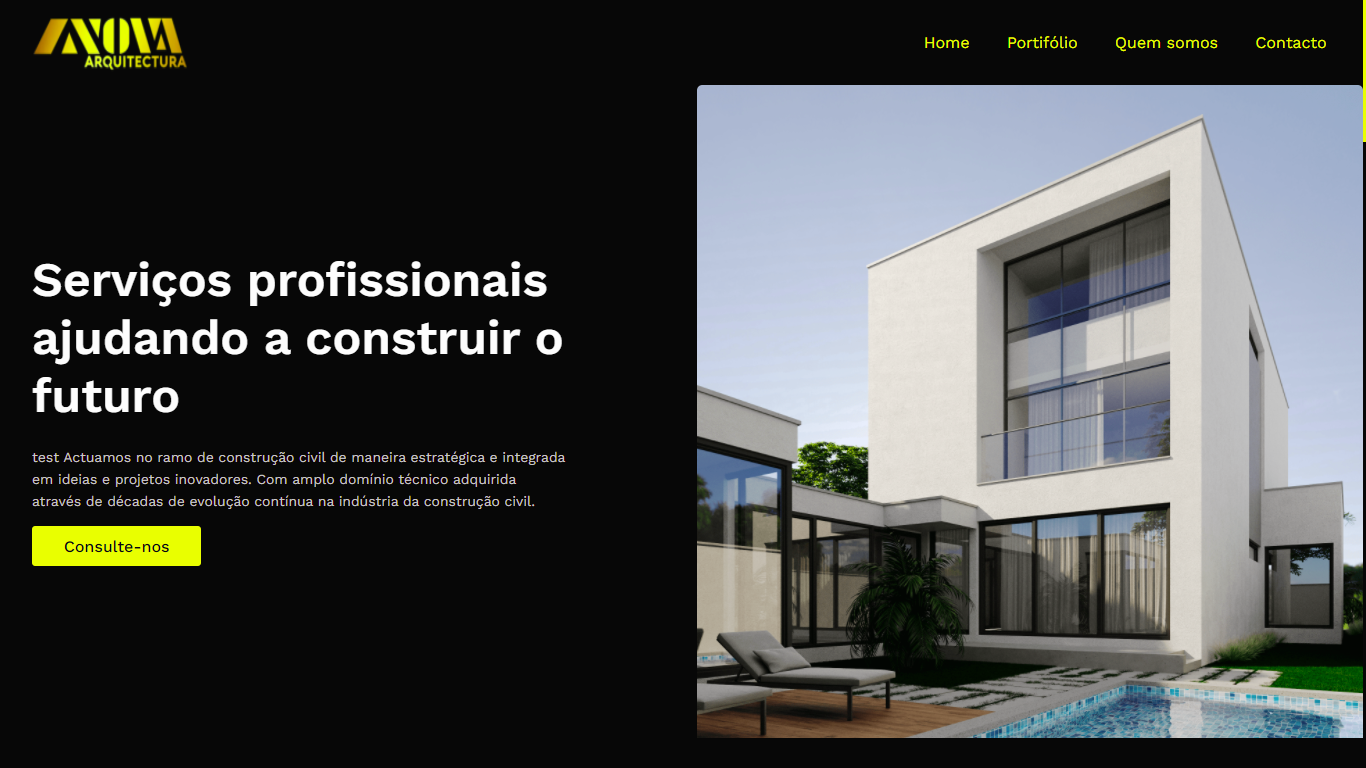 NOVA
ARQUITECTURA
Home Portifólio Quem somos Contacto
Serviços profissionais
ajudando a construir o
futuro
test Actuamos no ramo de construção civil de maneira estratégica e integrada
em ideias e projetos inovadores. Com amplo domínio técnico adquirida
através de décadas de evolução contínua na indústria da construção civil.
Consulte-nos